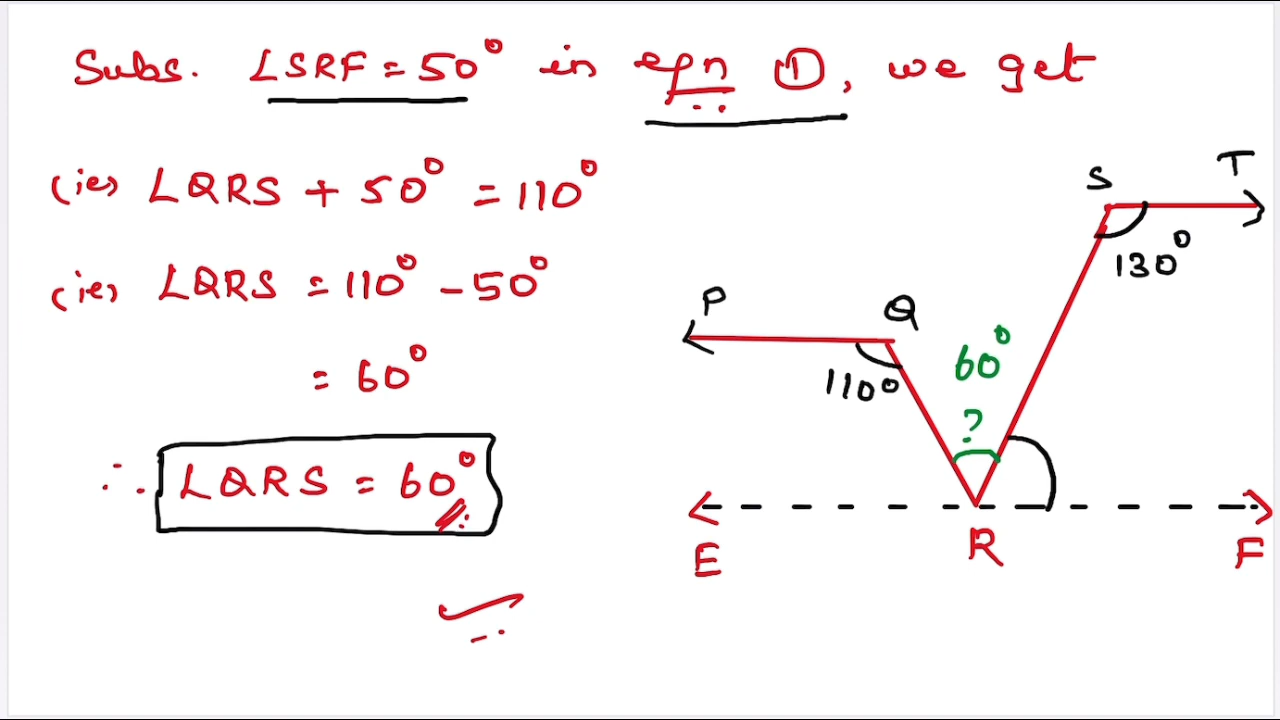 Subs. ∠SRF = 50° in eqn ①, we get
(ie) ∠QRS + 50° = 110°
(ie) ∠QRS = 110° - 50°
= 60°
∴ ∠QRS = 60°
S T
130°
P Q
110° 60°
?
E R F